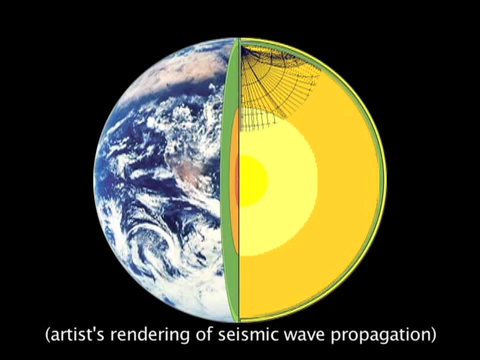 (artist's rendering of seismic wave propagation)